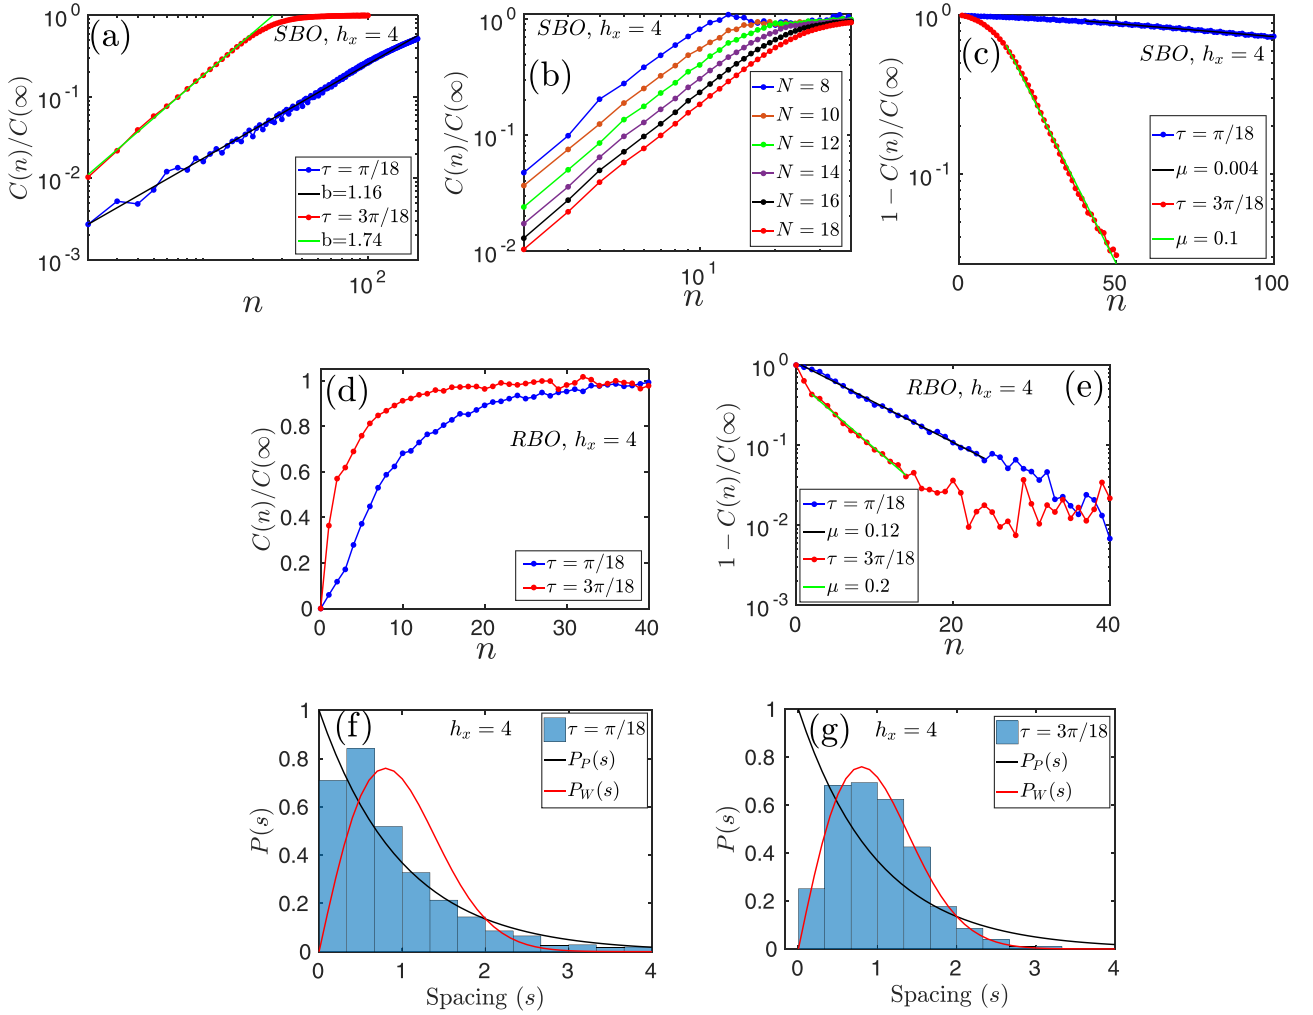 (a)
SBO, h_x = 4
C(n)/C(∞)
10^0
10^-1
10^-2
10^-3
τ = π/18
b=1.16
τ = 3π/18
b=1.74
10^2
n
(b)
SBO, h_x = 4
C(n)/C(∞)
10^0
10^-1
10^-2
N = 8
N = 10
N = 12
N = 14
N = 16
N = 18
10^1
n
(c)
SBO, h_x = 4
1 − C(n)/C(∞)
10^0
10^-1
τ = π/18
μ = 0.004
τ = 3π/18
μ = 0.1
0 50 100
n
(d)
RBO, h_x = 4
C(n)/C(∞)
1
0.8
0.6
0.4
0.2
0
τ = π/18
τ = 3π/18
0 10 20 30 40
n
(e)
RBO, h_x = 4
1 − C(n)/C(∞)
10^0
10^-1
10^-2
10^-3
τ = π/18
μ = 0.12
τ = 3π/18
μ = 0.2
0 20 40
n
(f)
h_x = 4
P(s)
1
0.8
0.6
0.4
0.2
0
τ = π/18
P_P(s)
P_W(s)
0 1 2 3 4
Spacing (s)
(g)
h_x = 4
P(s)
1
0.8
0.6
0.4
0.2
0
τ = 3π/18
P_P(s)
P_W(s)
0 1 2 3 4
Spacing (s)